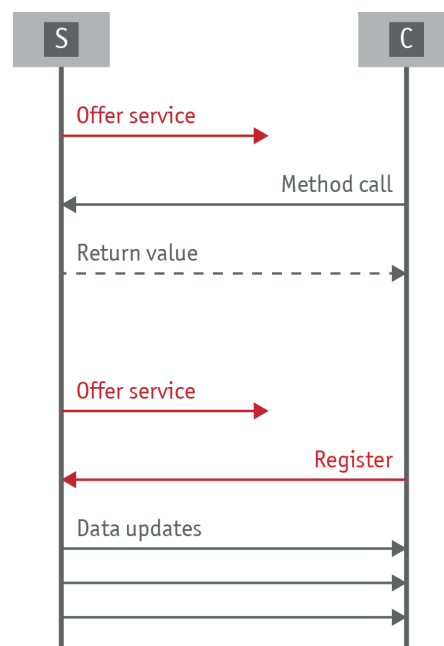 S
C
Offer service
Method call
Return value
Offer service
Register
Data updates